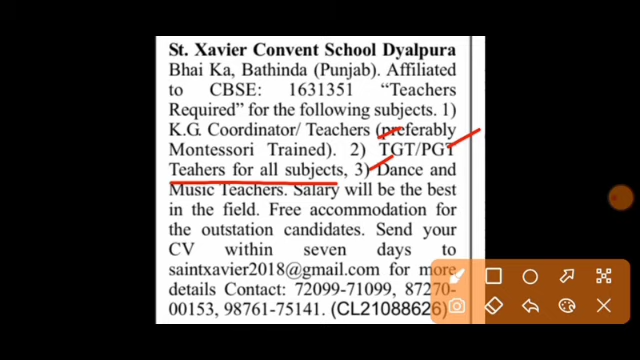 St. Xavier Convent School Dyalpura
Bhai Ka, Bathinda (Punjab). Affiliated
to CBSE: 1631351 “Teachers
Required” for the following subjects. 1)
K.G. Coordinator/ Teachers (preferably
Montessori Trained). 2) TGT/PGT
Teahers for all subjects, 3) Dance and
Music Teachers. Salary will be the best
in the field. Free accommodation for
the outstation candidates. Send your
CV within seven days to
saintxavier2018@gmail.com for more
details Contact: 72099-71099, 87270-
00153, 98761-75141. (CL21088626)